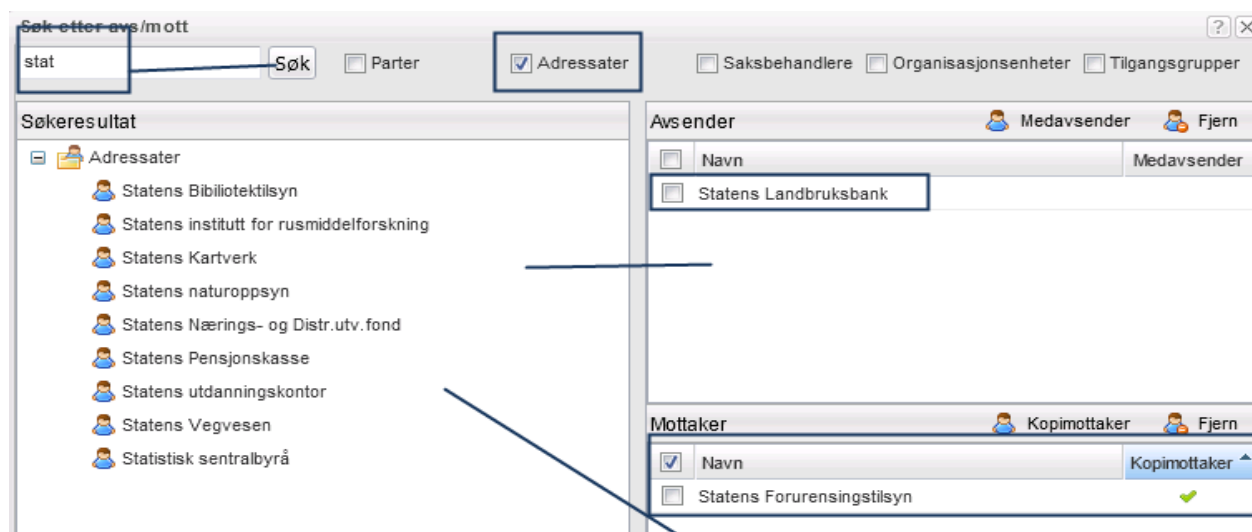 Søk etter avs/mott
stat Søk Parter Adressater Saksbehandlere Organisasjonsenheter Tilgangsgrupper
Søkeresultat
Adressater
Statens Bibiliotektilsyn
Statens institutt for rusmiddelforskning
Statens Kartverk
Statens naturoppsyn
Statens Nærings- og Distr.utv.fond
Statens Pensjonskasse
Statens utdanningskontor
Statens Vegvesen
Statistisk sentralbyrå
Avsender Medavsender Fjern
Navn Medavsender
Statens Landbruksbank
Mottaker Kopimottaker Fjern
Navn Kopimottaker
Statens Forurensingstilsyn